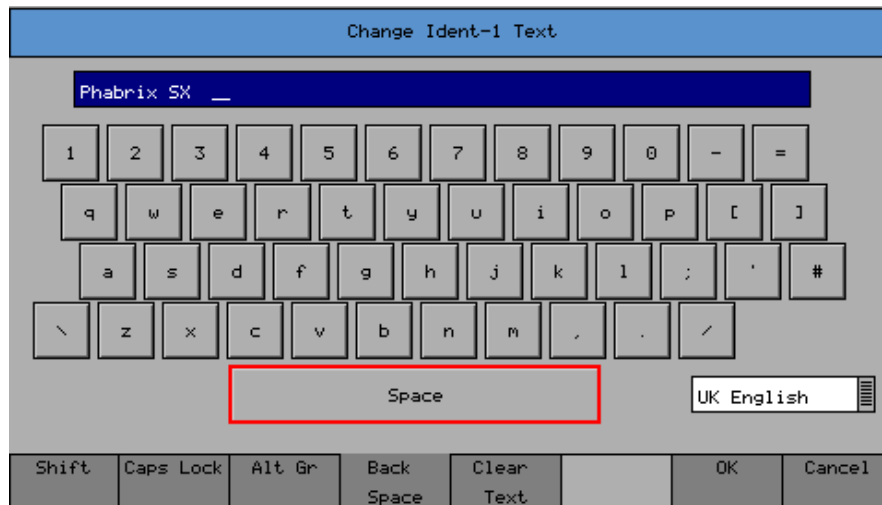 Change Ident-1 Text
Phabrix SX __
1 2 3 4 5 6 7 8 9 0 - =
q w e r t y u i o p [ ]
a s d f g h j k l ; ' #
\ z x c v b n m , . /
Space
UK English
Shift Caps Lock Alt Gr Back Space Clear Text OK Cancel